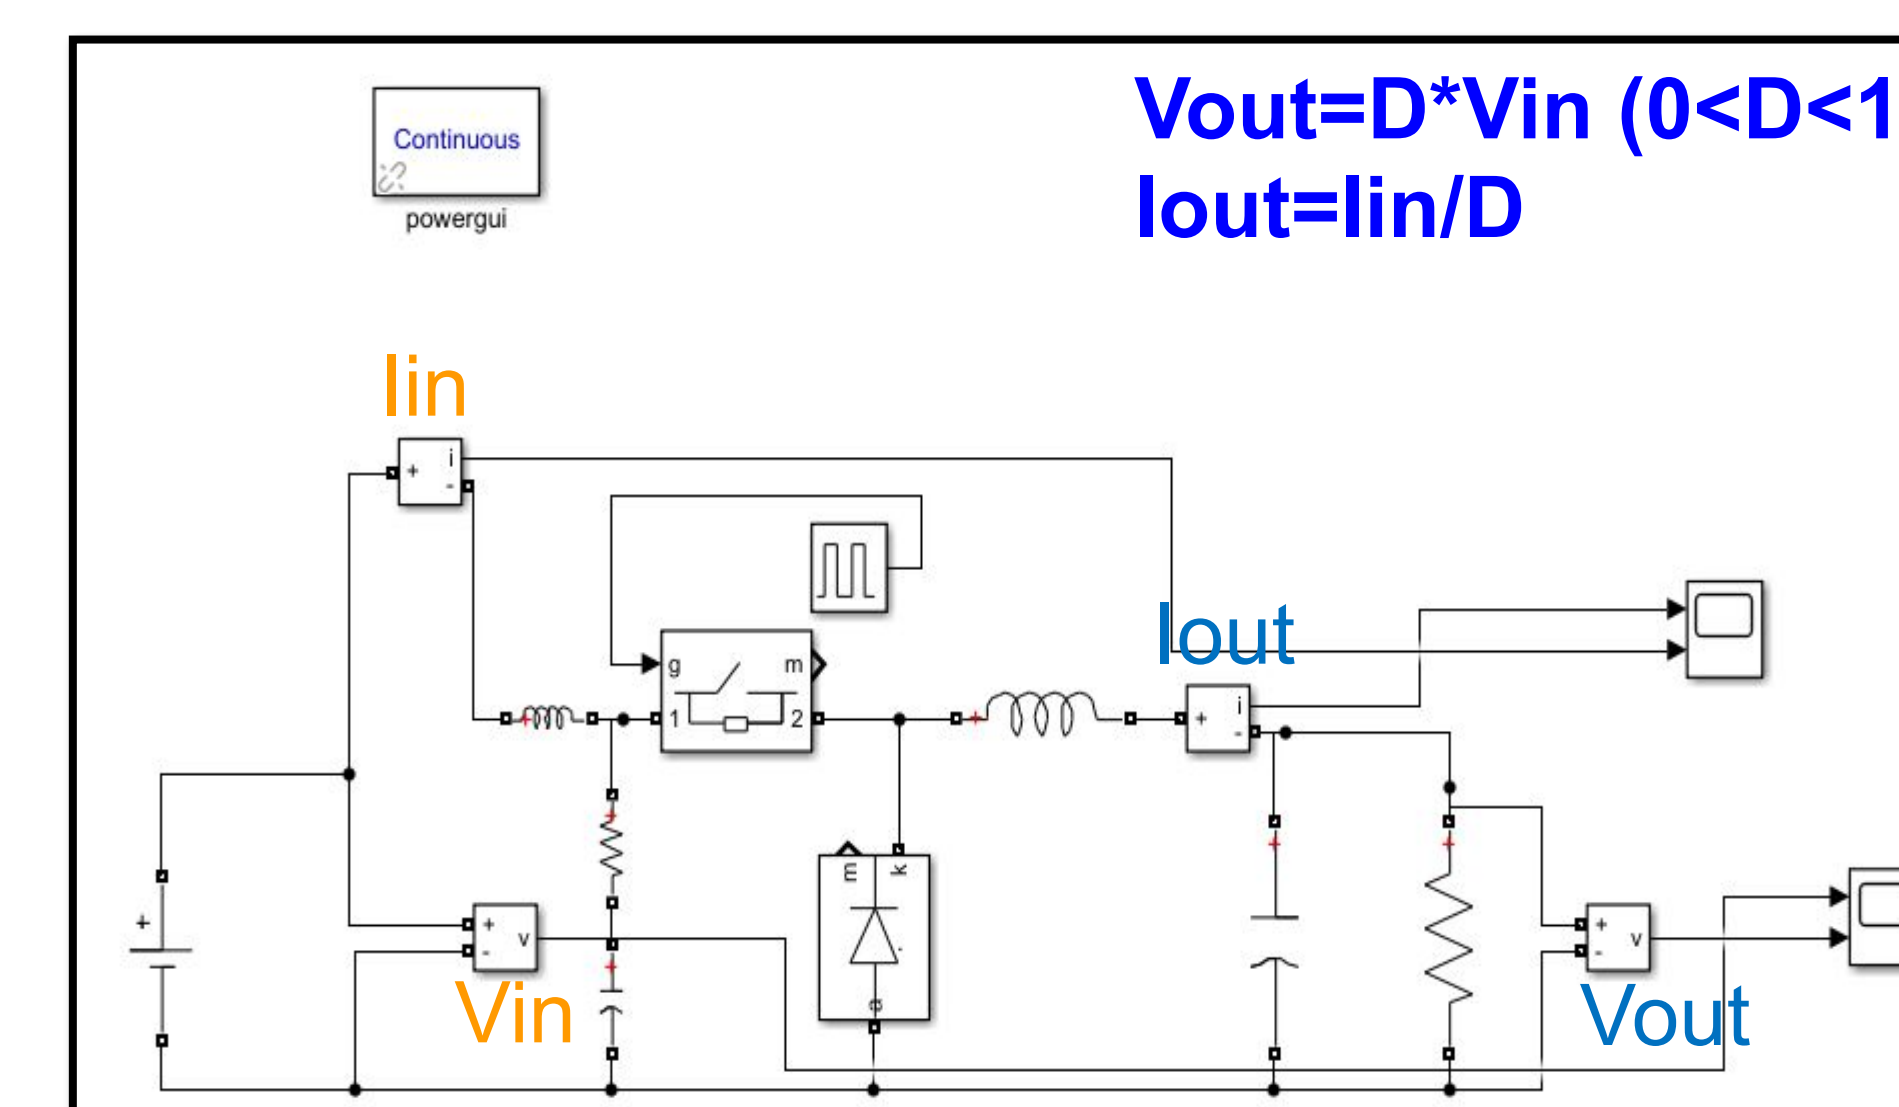 Vout=D*Vin (0<D<1
Iout=Iin/D
Continuous
powergui
Iin
+ i
-
g m
1 2
Iout
+ i
-
m k
a
+
+ v
-
Vin
+ v
-
Vout